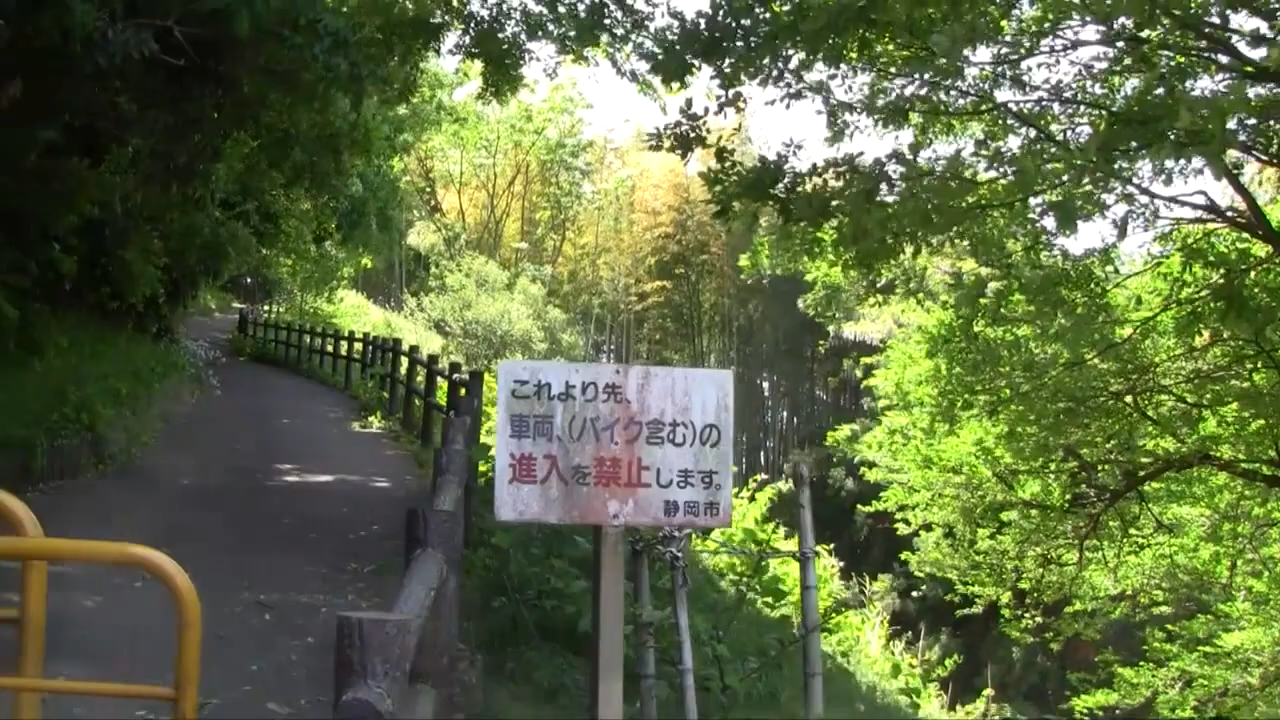 これより先、
車両、(バイク含む)の
進入を禁止します。
静岡市